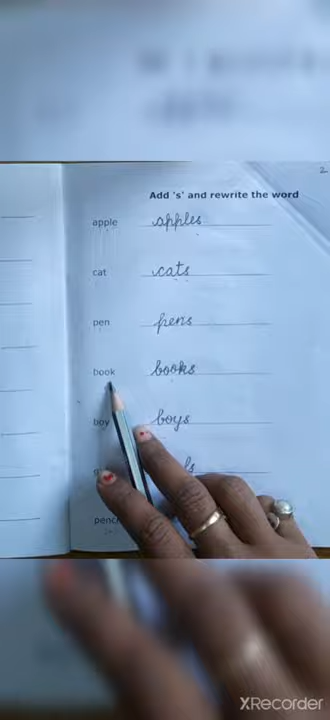 2
Add 's' and rewrite the word
apple apples
cat cats
pen pens
book books
boy boys
XRecorder